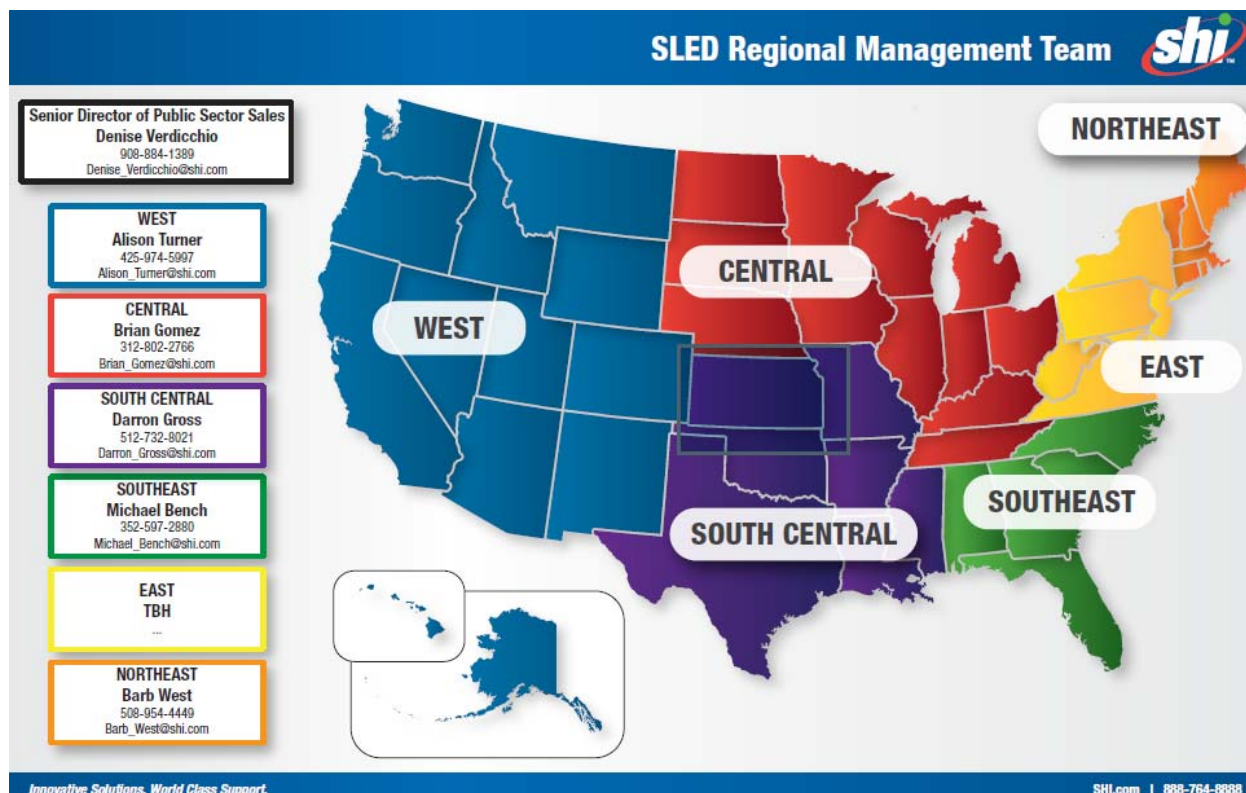 SLED Regional Management Team
shi
Senior Director of Public Sector Sales
Denise Verdicchio
908-884-1389
Denise_Verdicchio@shi.com
WEST
Alison Turner
425-974-5997
Alison_Turner@shi.com
CENTRAL
Brian Gomez
312-802-2766
Brian_Gomez@shi.com
SOUTH CENTRAL
Darron Gross
512-732-8021
Darron_Gross@shi.com
SOUTHEAST
Michael Bench
352-597-2880
Michael_Bench@shi.com
EAST
TBH
...
NORTHEAST
Barb West
508-954-4449
Barb_West@shi.com
NORTHEAST
CENTRAL
WEST
EAST
SOUTHEAST
SOUTH CENTRAL
Innovative Solutions. World Class Support.
SHI.com | 888-764-8888